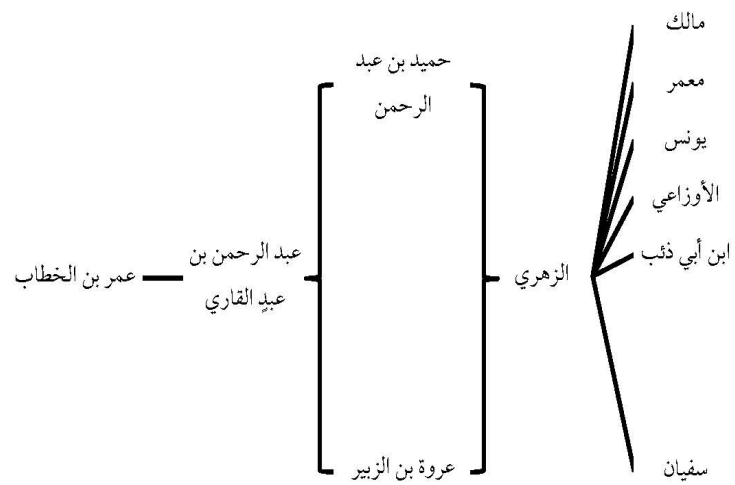 مالك
معمر
يونس
الأوزاعي
ابن أبي ذئب
سفيان
الزهري
حميد بن عبد
الرحمن
عروة بن الزبير
عبد الرحمن بن
عبدٍ القاري
عمر بن الخطاب